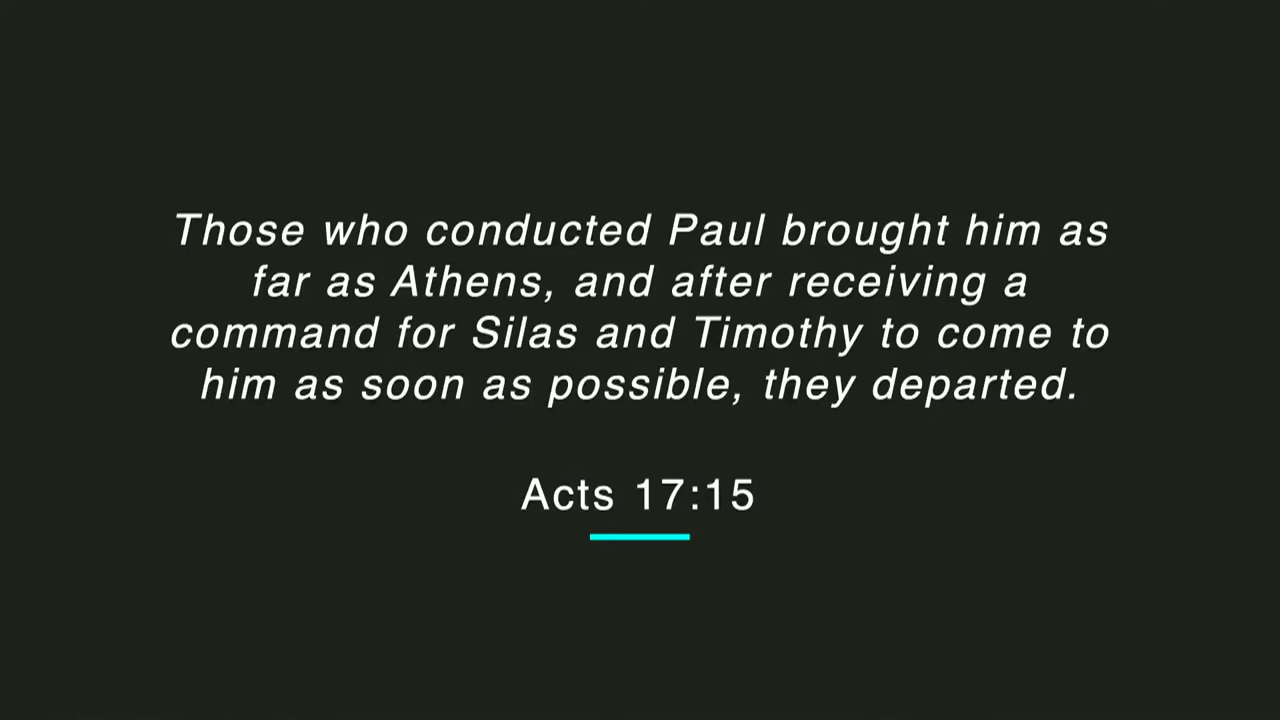 Those who conducted Paul brought him as
far as Athens, and after receiving a
command for Silas and Timothy to come to
him as soon as possible, they departed.
Acts 17:15